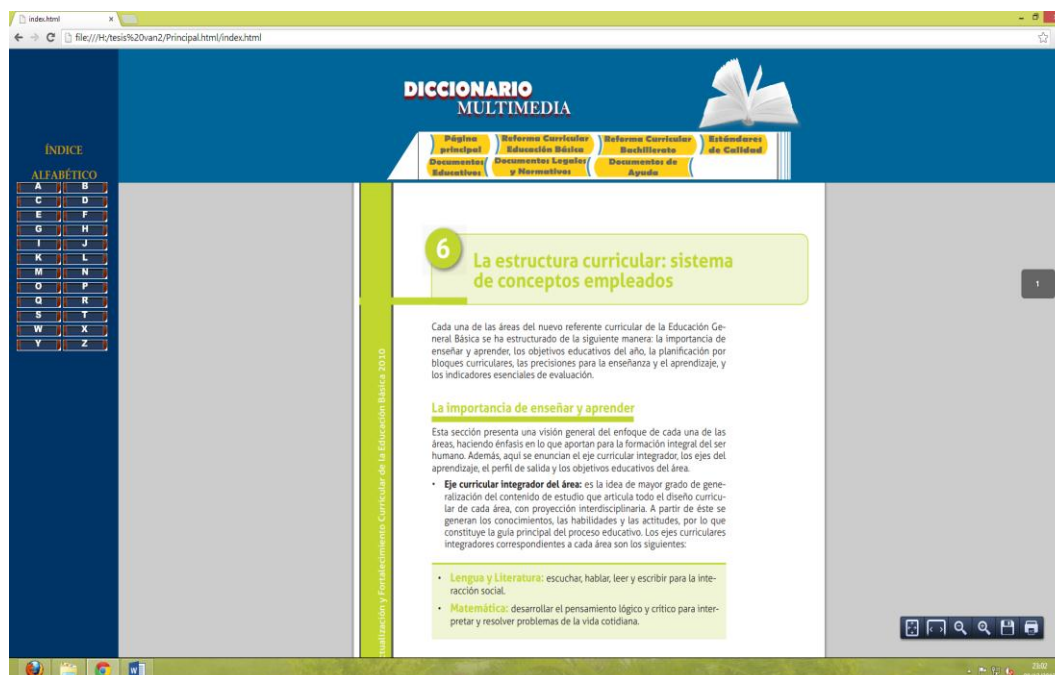 index.html
file:///H:/tesis%20van2/Principal.html/index.html
DICCIONARIO
MULTIMEDIA
Página principal
Reforma Curricular Educación Básica
Reforma Curricular Bachillerato
Estándares de Calidad
Documentos Educativos
Documentos Legales y Normativos
Documentos de Ayuda
ÍNDICE
ALFABÉTICO
A B
C D
E F
G H
I J
K L
M N
O P
Q R
S T
W X
Y Z
6
La estructura curricular: sistema
de conceptos empleados
Cada una de las áreas del nuevo referente curricular de la Educación Ge-
neral Básica se ha estructurado de la siguiente manera: la importancia de
enseñar y aprender, los objetivos educativos del año, la planificación por
bloques curriculares, las precisiones para la enseñanza y el aprendizaje, y
los indicadores esenciales de evaluación.
La importancia de enseñar y aprender
Esta sección presenta una visión general del enfoque de cada una de las
áreas, haciendo énfasis en lo que aportan para la formación integral del ser
humano. Además, aquí se enuncian el eje curricular integrador, los ejes del
aprendizaje, el perfil de salida y los objetivos educativos del área.
• Eje curricular integrador del área: es la idea de mayor grado de gene-
ralización del contenido de estudio que articula todo el diseño curricu-
lar de cada área, con proyección interdisciplinaria. A partir de éste se
generan los conocimientos, las habilidades y las actitudes, por lo que
constituye la guía principal del proceso educativo. Los ejes curriculares
integradores correspondientes a cada área son los siguientes:
• Lengua y Literatura: escuchar, hablar, leer y escribir para la inte-
racción social.
• Matemática: desarrollar el pensamiento lógico y crítico para inter-
pretar y resolver problemas de la vida cotidiana.
ctualización y Fortalecimiento Curricular de la Educación Básica 2010
1
23:02